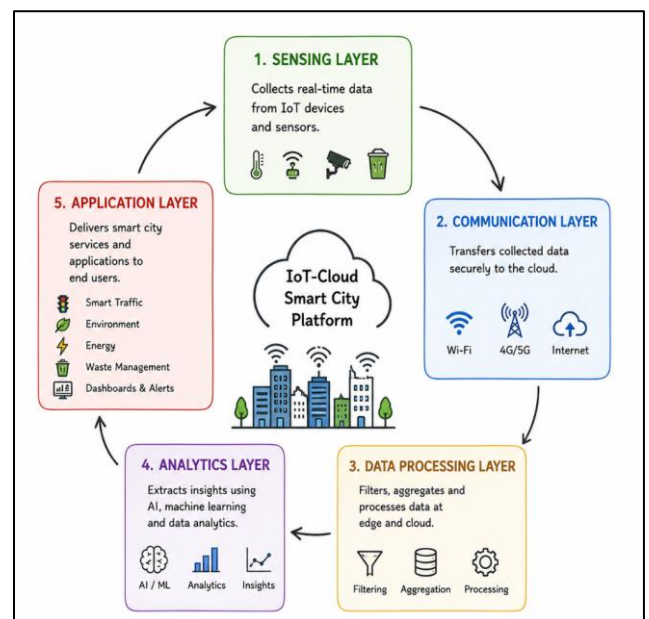 1. SENSING LAYER
Collects real-time data
from IoT devices
and sensors.
2. COMMUNICATION LAYER
Transfers collected data
securely to the cloud.
Wi-Fi
4G/5G
Internet
3. DATA PROCESSING LAYER
Filters, aggregates and
processes data at
edge and cloud.
Filtering
Aggregation
Processing
4. ANALYTICS LAYER
Extracts insights using
AI, machine learning
and data analytics.
AI / ML
Analytics
Insights
5. APPLICATION LAYER
Delivers smart city
services and
applications to
end users.
Smart Traffic
Environment
Energy
Waste Management
Dashboards & Alerts
IoT-Cloud
Smart City
Platform